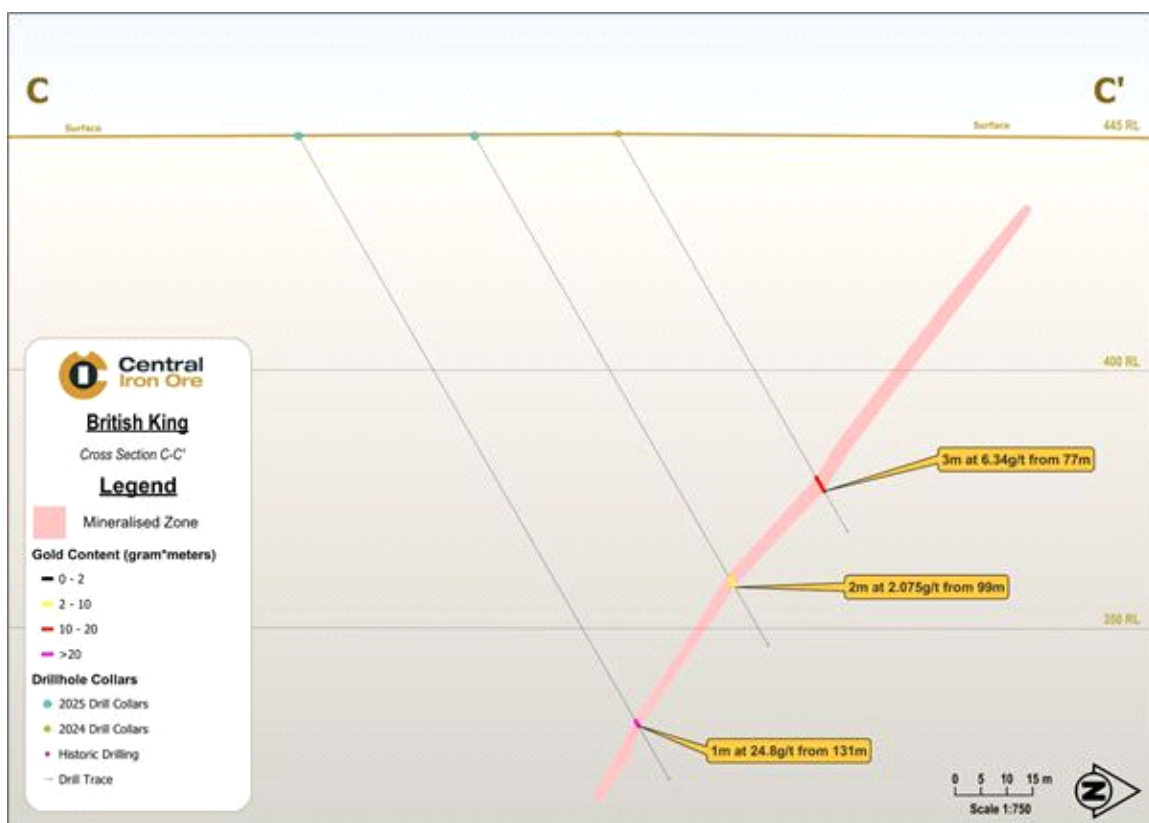 C
C'
Surface
Surface
445 RL
400 RL
3m at 6.34g/t from 77m
2m at 2.075g/t from 99m
350 RL
1m at 24.8g/t from 131m
Central
Iron Ore
British King
Cross Section C-C'
Legend
Mineralised Zone
Gold Content (gram*meters)
0 - 2
2 - 10
10 - 20
>20
Drillhole Collars
2025 Drill Collars
2024 Drill Collars
Historic Drilling
Drill Trace
0 5 10 15 m
Scale 1:750
N